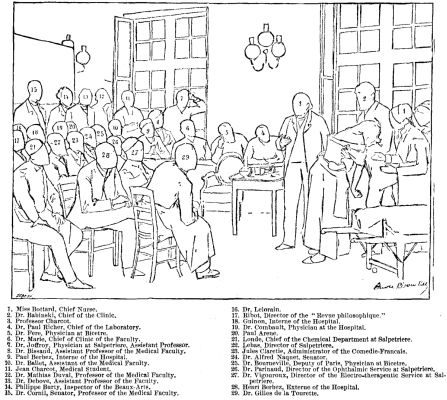 1, Miss Bottard, Chief Nurse.
2. Dr. Babinski, Chief of the Clinic.
3. Professor Charcot.
4. Dr. Paul Richer, Chief of the Laboratory.
5. Dr. Fere, Physician at Bicetre.
6. Dr. Marie, Chief of Clinic of the Faculty.
7. Dr. Joffroy, Physician at Salpetriere, Assistant Professor.
8. Dr. Bissaud, Assistant Professor of the Medical Faculty.
9. Paul Berbez, Interne of the Hospital.
10. Dr. Ballet, Assistant of the Medical Faculty.
11. Jean Charcot, Medical Student.
12. Dr. Mathias Duval, Professor of the Medical Faculty,
13. Dr. Debove, Assistant Professor of the Faculty.
14. Philippe Burty, Inspector of the Beaux-Arts.
15. Dr. Cornil, Senator, Professor of the Medical Faculty.
16. Dr. Lelorain.
17. Ribot, Director of the "Revue philosophique."
18. Guinon, Interne of the Hospital.
19. Dr. Combault, Physician at the Hospital.
20. Paul Arene.
21. Londe, Chief of the Chemical Department at Salpetriere.
22. Lebas, Director of Salpetriere.
23. Jules Claretie, Administrator of the Comedie-Francais.
24. Dr. Alfred Naquet, Senator.
25. Dr. Bourneville, Deputy of Paris, Physician at Bicetre.
26. Dr. Parinaud, Director of the Ophthalmic Service at Salpetriere,
27. Dr. Vigouroux, Director of the Electro-therapeutic Service at Sal-
petriere.
28. Henri Berbez, Externe of the Hospital.
29. Dr. Gilles de la Tourette.